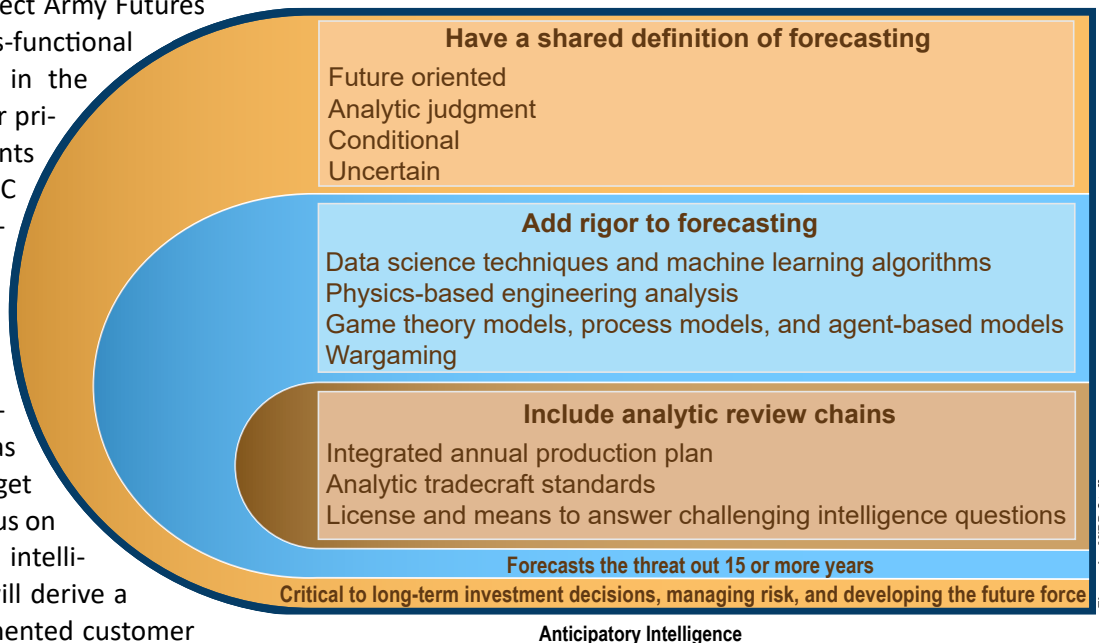 ect Army Futures
s-functional
in the
r pri-
nts
C
-
-
ns
get
us on
intelli-
ill derive a
nented customer
Have a shared definition of forecasting
Future oriented
Analytic judgment
Conditional
Uncertain
Add rigor to forecasting
Data science techniques and machine learning algorithms
Physics-based engineering analysis
Game theory models, process models, and agent-based models
Wargaming
Include analytic review chains
Integrated annual production plan
Analytic tradecraft standards
License and means to answer challenging intelligence questions
Forecasts the threat out 15 or more years
Critical to long-term investment decisions, managing risk, and developing the future force
Anticipatory Intelligence